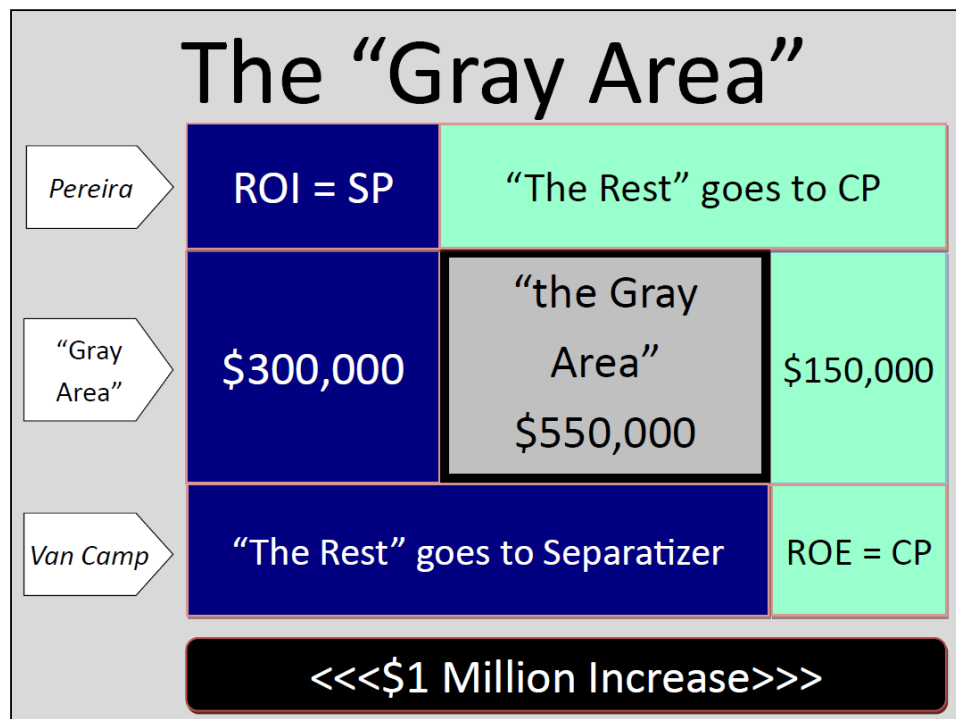 The “Gray Area”
Pereira
ROI = SP
“The Rest” goes to CP
“Gray
Area”
$300,000
“the Gray
Area”
$550,000
$150,000
Van Camp
“The Rest” goes to Separatizer
ROE = CP
<<<$1 Million Increase>>>